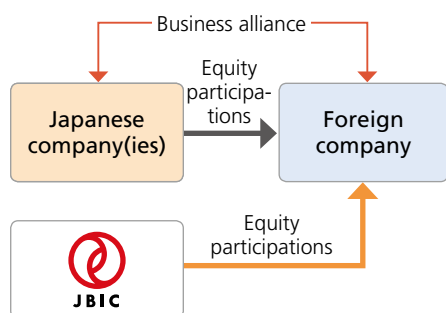 Business alliance
Equity
participa-
tions
Japanese
company(ies)
Foreign
company
Equity
participations
JBIC